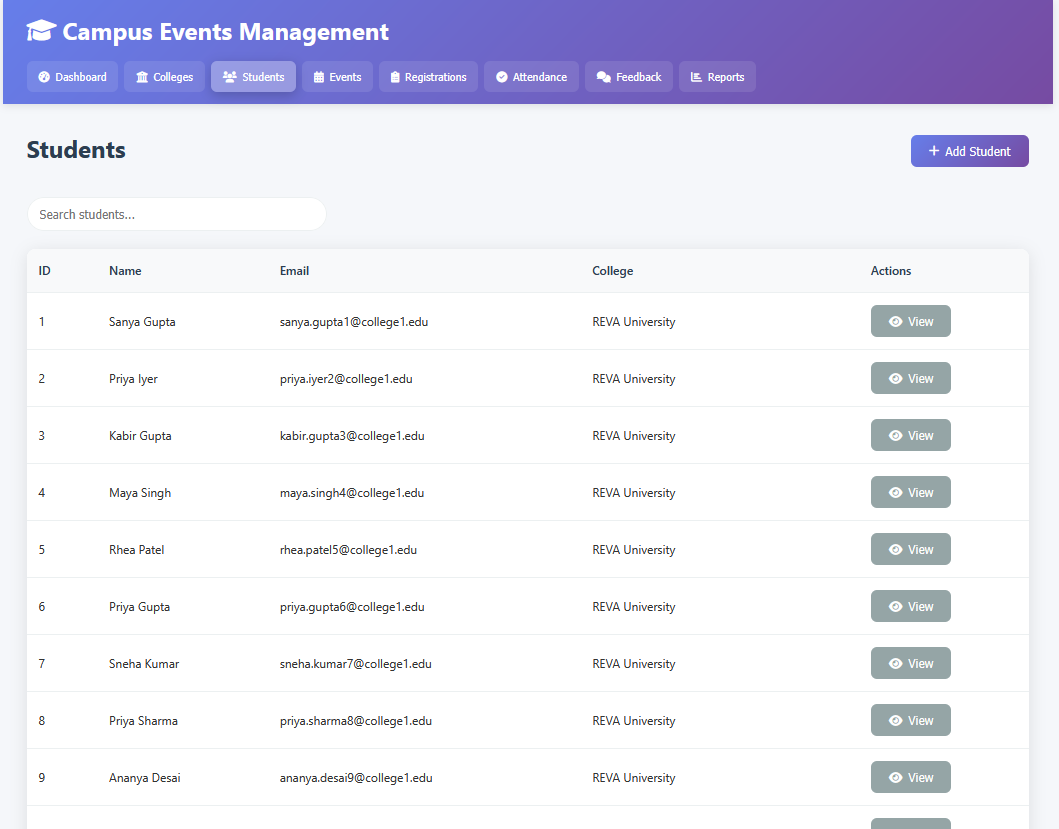 Campus Events Management
Dashboard Colleges Students Events Registrations Attendance Feedback Reports
Students
+ Add Student
Search students...
ID Name Email College Actions
1 Sanya Gupta sanya.gupta1@college1.edu REVA University View
2 Priya Iyer priya.iyer2@college1.edu REVA University View
3 Kabir Gupta kabir.gupta3@college1.edu REVA University View
4 Maya Singh maya.singh4@college1.edu REVA University View
5 Rhea Patel rhea.patel5@college1.edu REVA University View
6 Priya Gupta priya.gupta6@college1.edu REVA University View
7 Sneha Kumar sneha.kumar7@college1.edu REVA University View
8 Priya Sharma priya.sharma8@college1.edu REVA University View
9 Ananya Desai ananya.desai9@college1.edu REVA University View